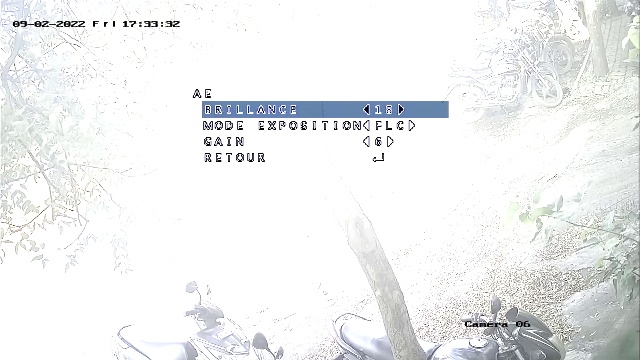 09-02-2022 Fri 17:33:32
AE
BRILLANCE 18
MODE EXPOSITION FLC
GAIN 6
RETOUR
Camera 06